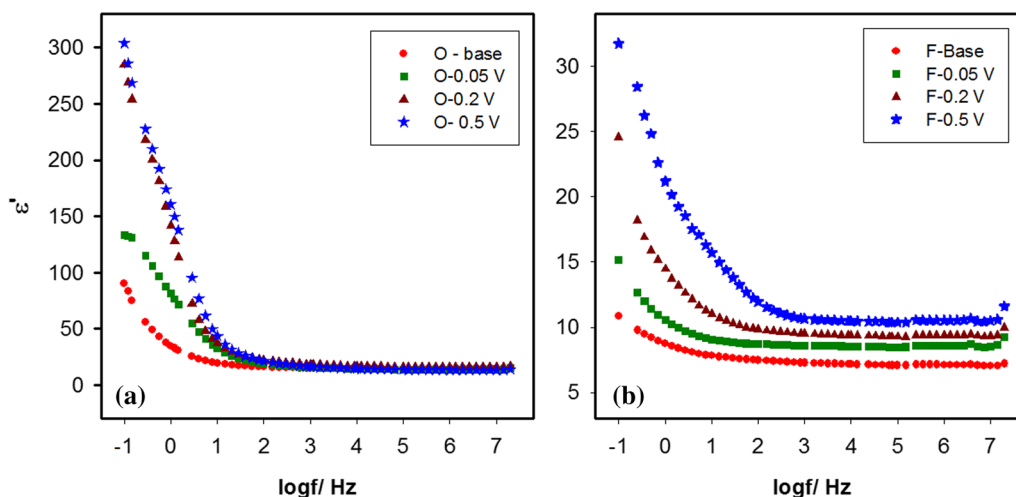 300
250
200
150
100
50
0
ε'
O - base
O-0.05 V
O-0.2 V
O- 0.5 V
(a)
-1 0 1 2 3 4 5 6 7
logf/ Hz
30
25
20
15
10
5
F-Base
F-0.05 V
F-0.2 V
F-0.5 V
(b)
-1 0 1 2 3 4 5 6 7
logf/ Hz